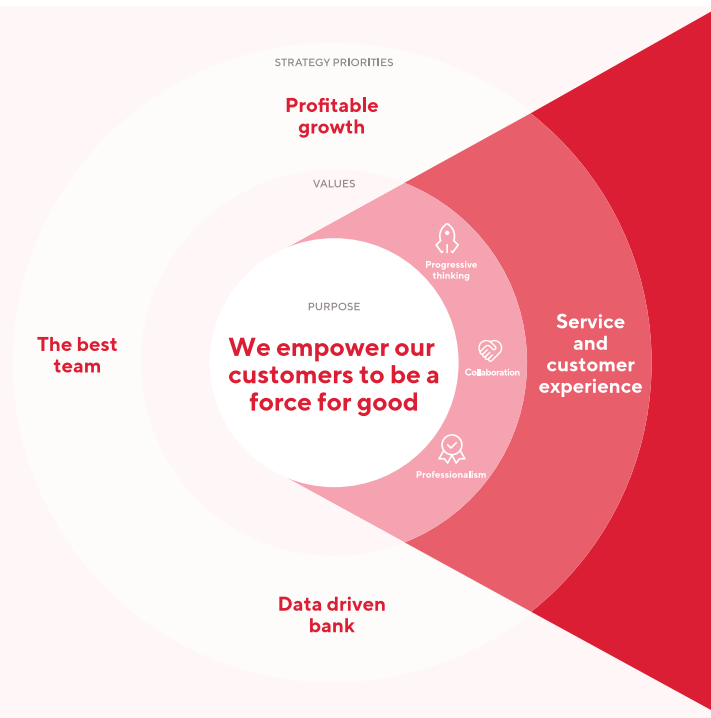 STRATEGY PRIORITIES
Profitable
growth
VALUES
Progressive
thinking
PURPOSE
We empower our
customers to be a
force for good
The best
team
Collaboration
Service
and
customer
experience
Professionalism
Data driven
bank